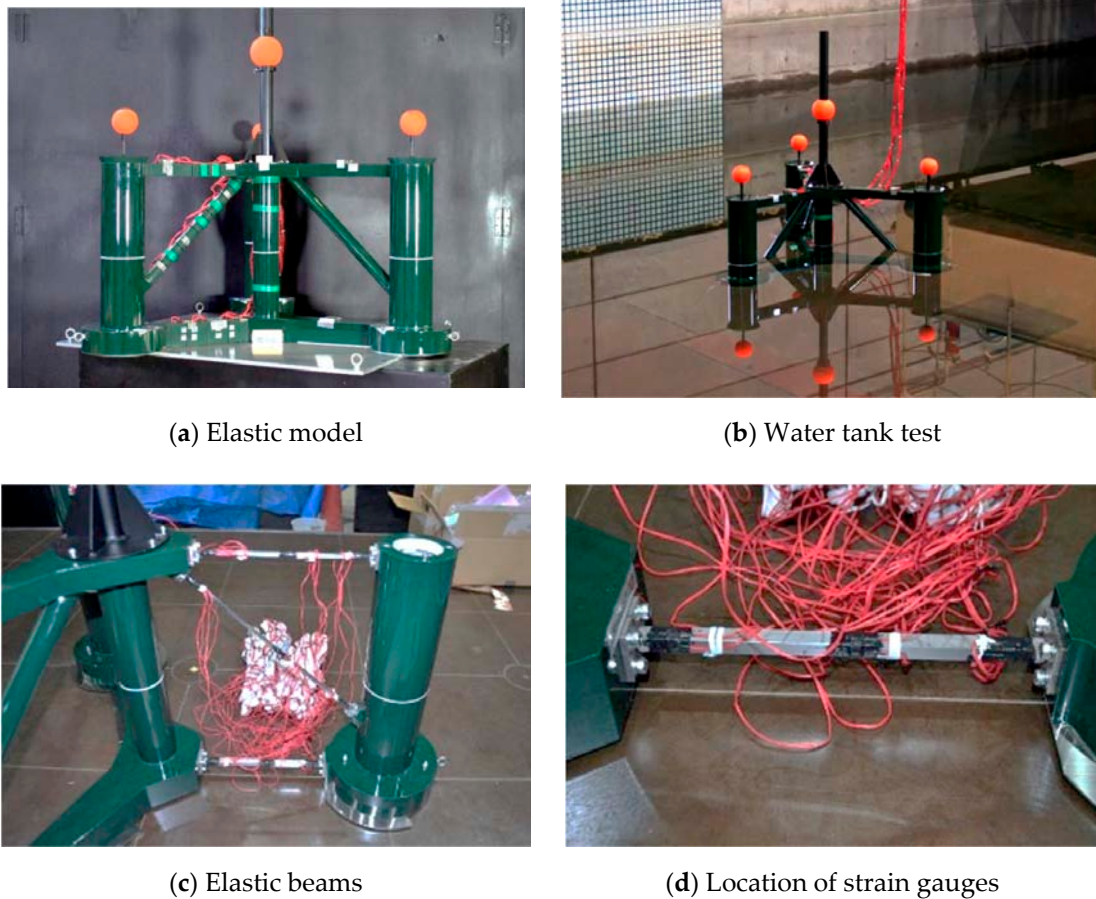 (a) Elastic model
(b) Water tank test
(c) Elastic beams
(d) Location of strain gauges